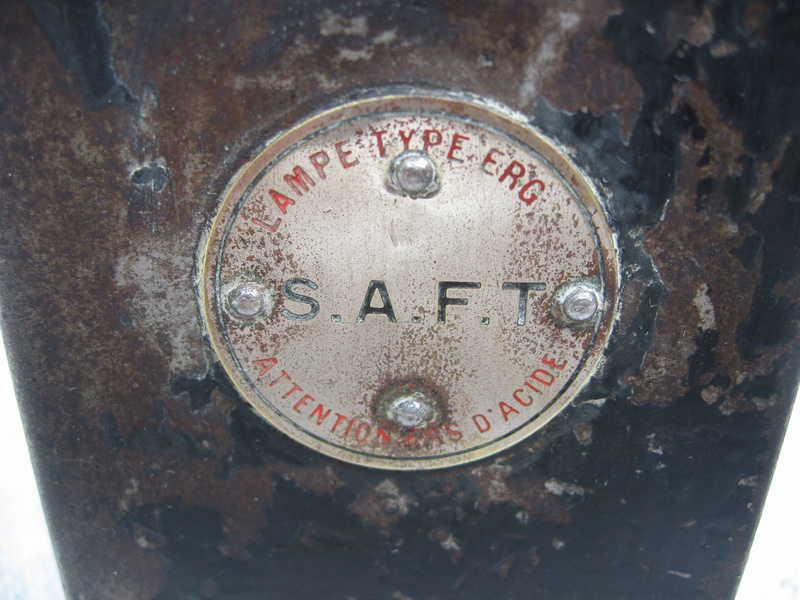 LAMPE TYPE ERG
S.A.F.T
ATTENTION PAS D'ACIDE